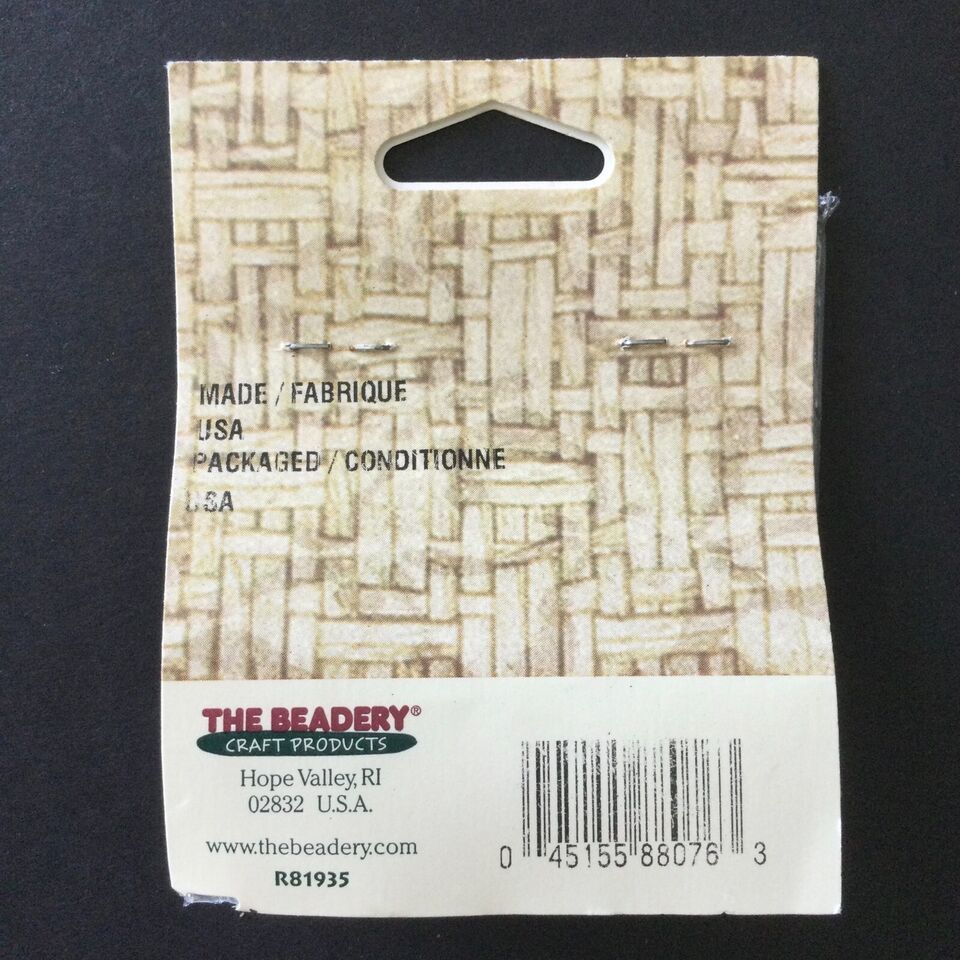 MADE / FABRIQUE
USA
PACKAGED / CONDITIONNE
USA
THE BEADERY®
CRAFT PRODUCTS
Hope Valley, RI
02832 U.S.A.
www.thebeadery.com
R81935
0 45155 88076 3